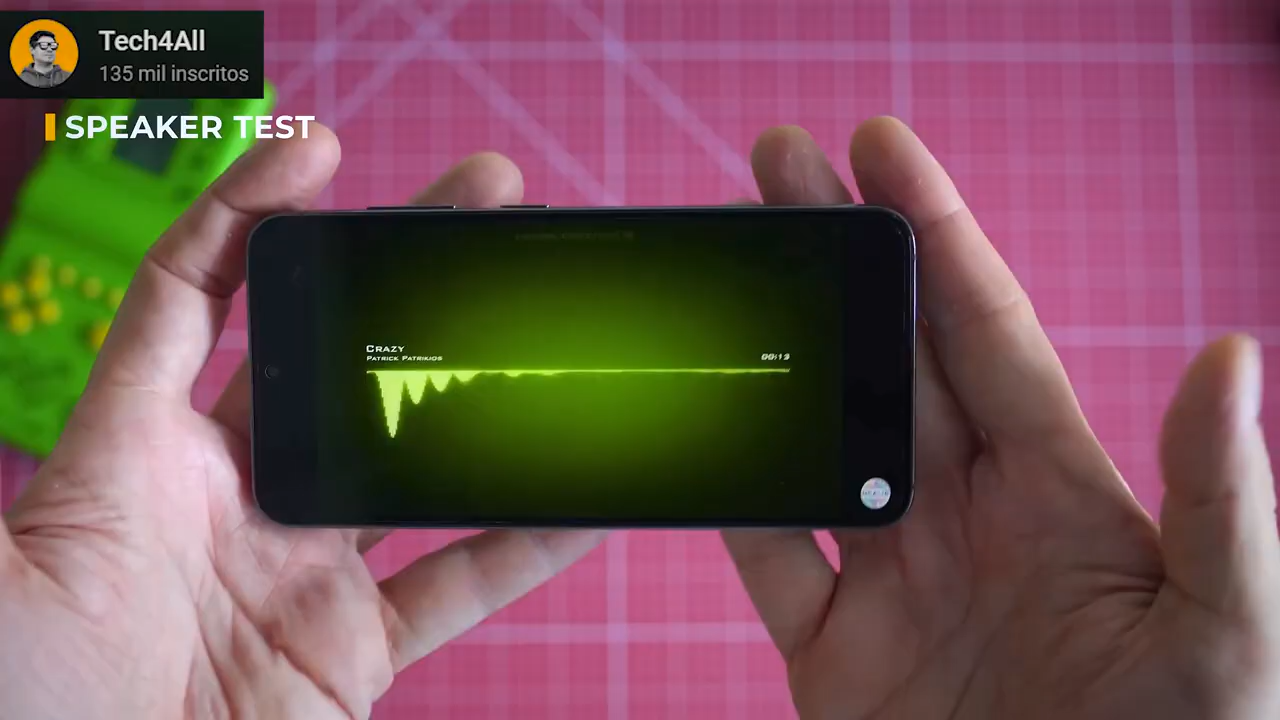 Tech4All
135 mil inscritos
SPEAKER TEST
CRAZY
PATRICK PATRIKIOS
00:13